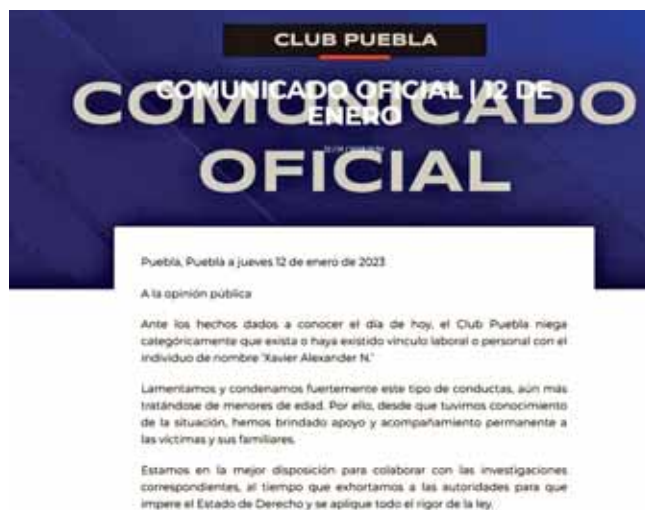 CLUB PUEBLA
COMUNICADO OFICIAL | 12 DE
ENERO
COMUNICADO
OFICIAL
Puebla, Puebla a jueves 12 de enero de 2023
A la opinión pública
Ante los hechos dados a conocer el día de hoy, el Club Puebla niega
categóricamente que exista o haya existido vínculo laboral o personal con el
individuo de nombre "Xavier Alexander N."
Lamentamos y condenamos fuertemente este tipo de conductas, aún más
tratándose de menores de edad. Por ello, desde que tuvimos conocimiento
de la situación, hemos brindado apoyo y acompañamiento permanente a
las víctimas y sus familiares.
Estamos en la mejor disposición para colaborar con las investigaciones
correspondientes, al tiempo que exhortamos a las autoridades para que
impere el Estado de Derecho y se aplique todo el rigor de la ley.